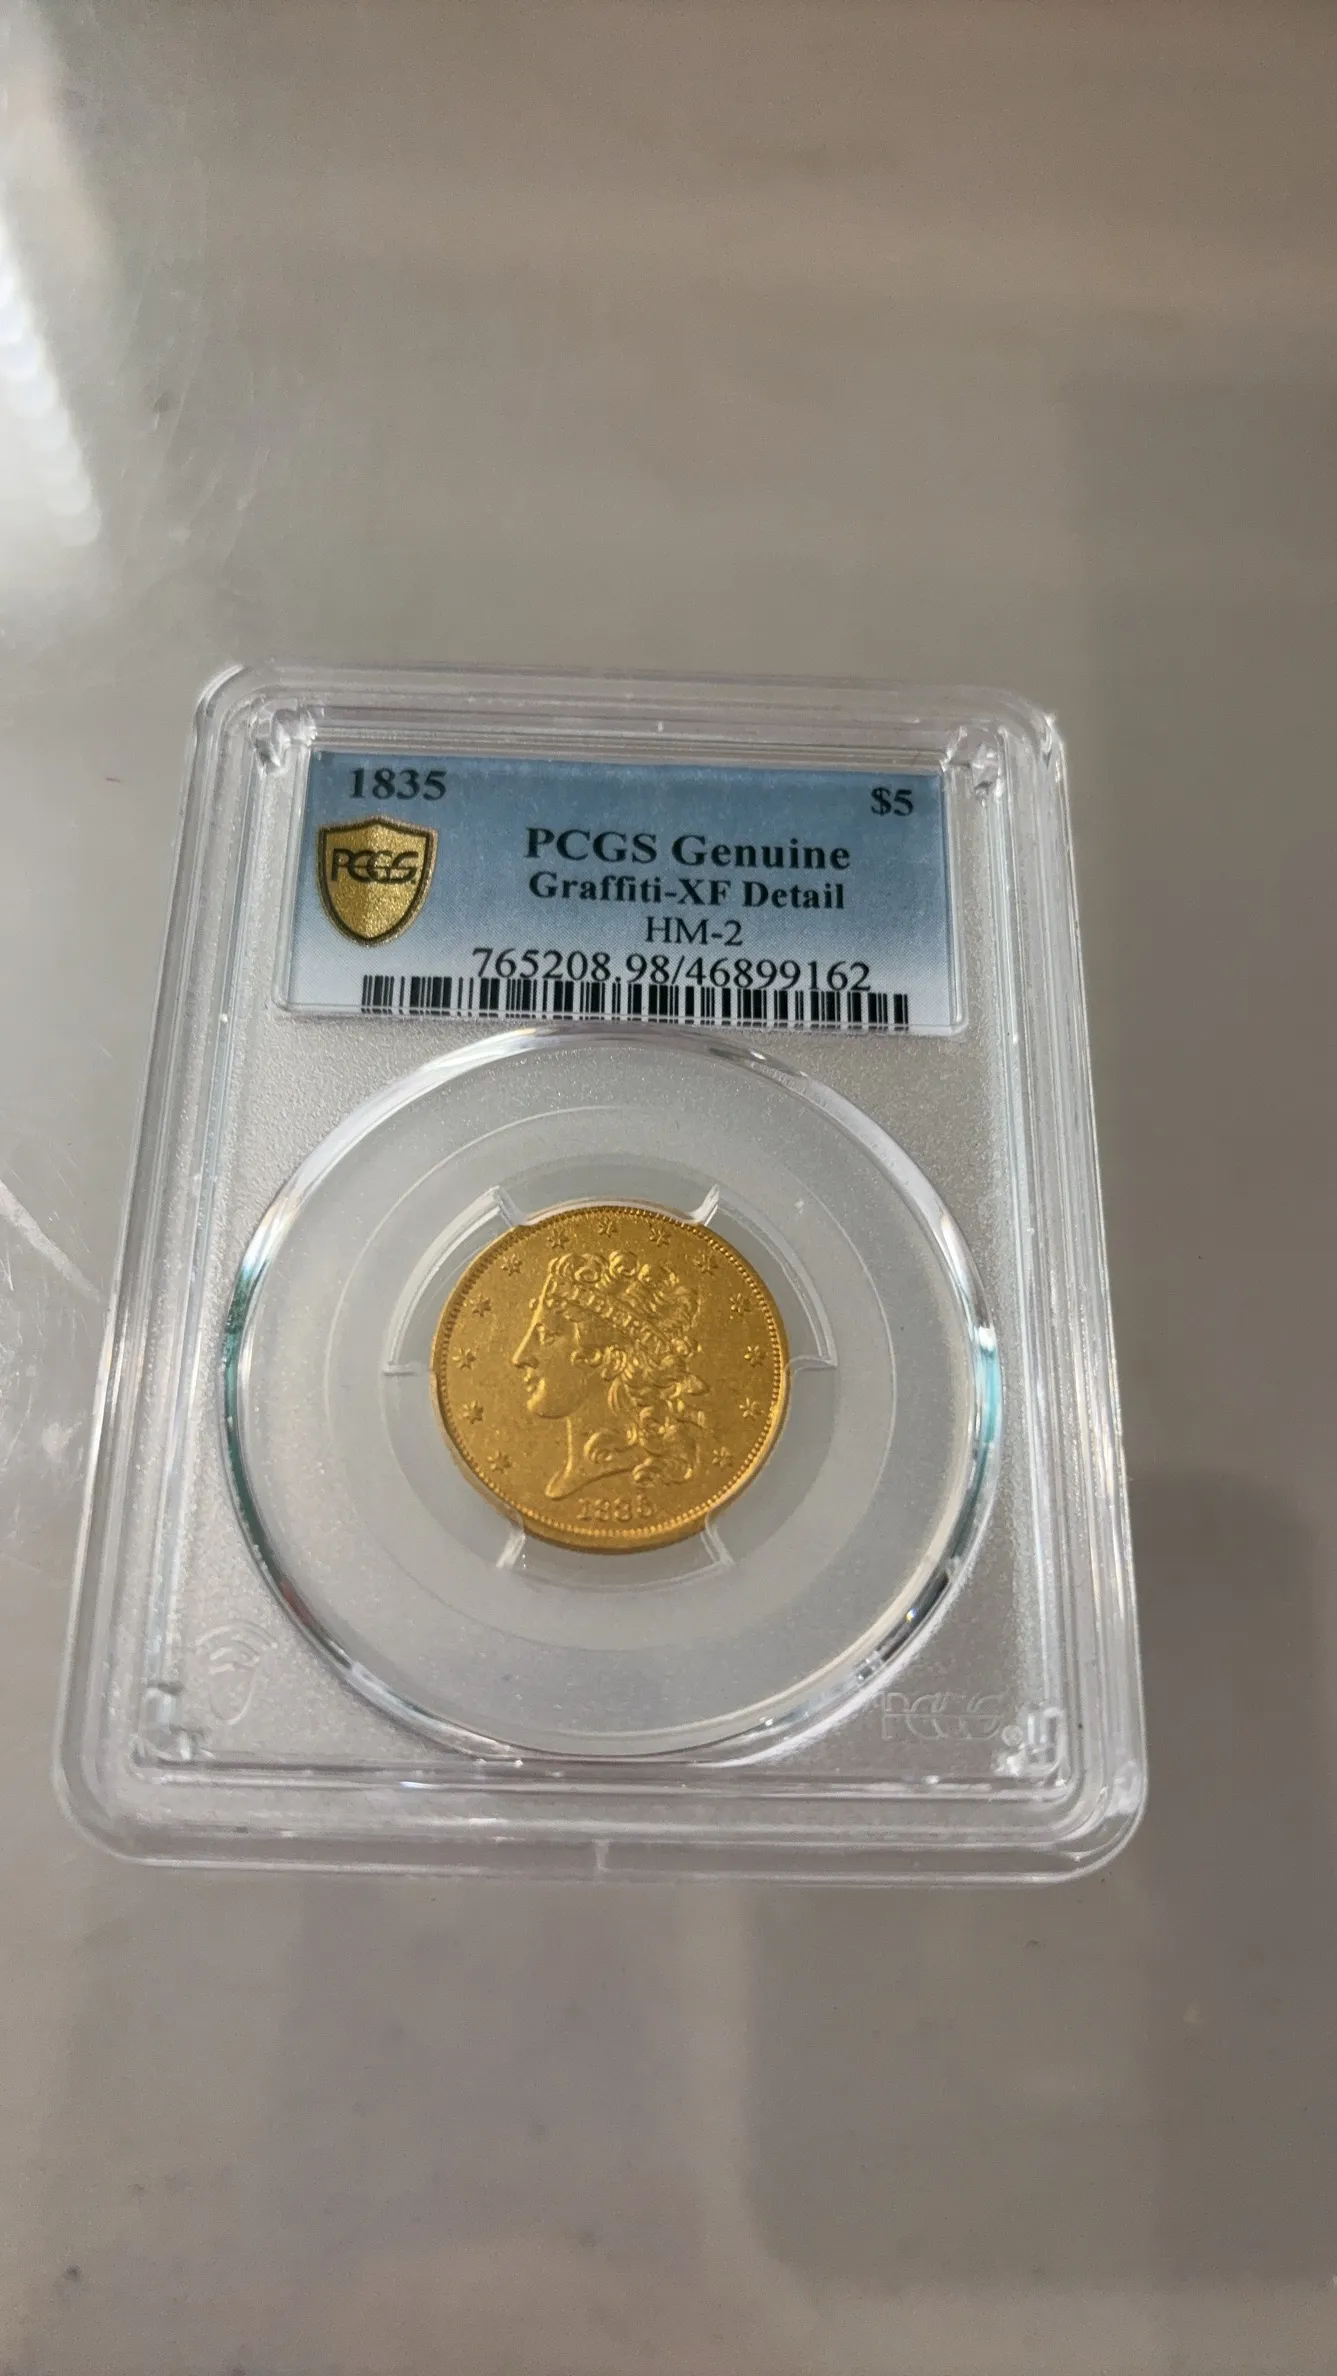 1835
$5
PCGS
PCGS Genuine
Graffiti-XF Detail
HM-2
765208.98/46899162
LIBERTY
1835
PCGS